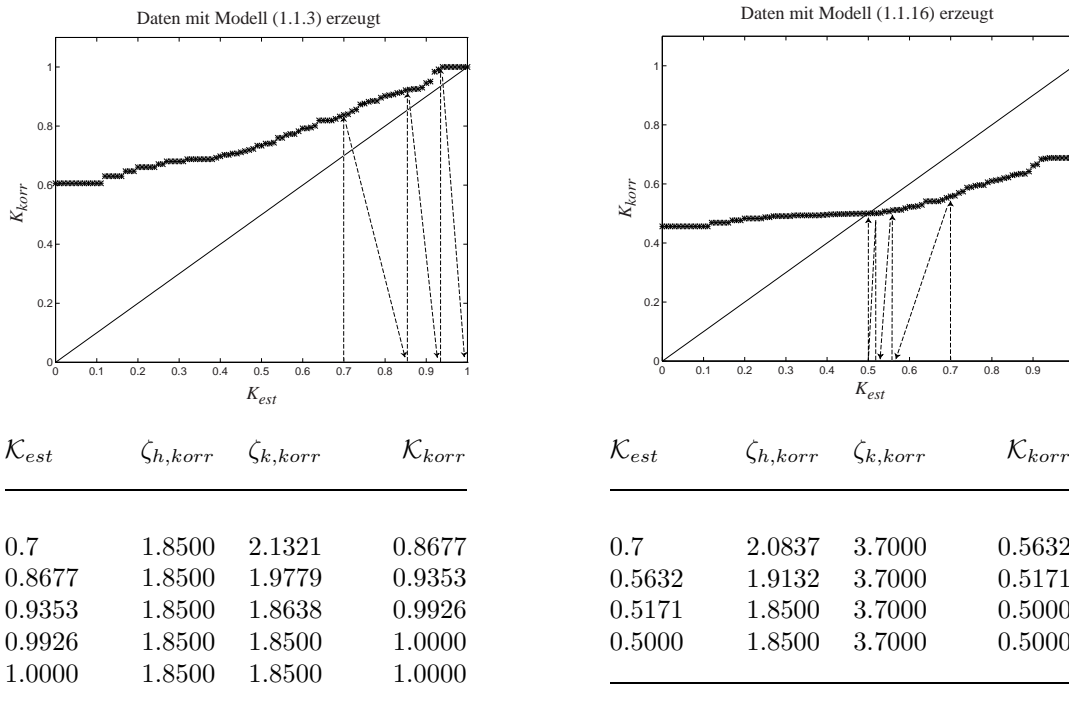 Daten mit Modell (1.1.3) erzeugt
1
0.8
0.6
0.4
0.2
0
K_korr
0 0.1 0.2 0.3 0.4 0.5 0.6 0.7 0.8 0.9 1
K_est
Daten mit Modell (1.1.16) erzeugt
1
0.8
0.6
0.4
0.2
0
K_korr
0 0.1 0.2 0.3 0.4 0.5 0.6 0.7 0.8 0.9
K_est
𝒦_est ζ_h,korr ζ_k,korr 𝒦_korr
0.7 1.8500 2.1321 0.8677
0.8677 1.8500 1.9779 0.9353
0.9353 1.8500 1.8638 0.9926
0.9926 1.8500 1.8500 1.0000
1.0000 1.8500 1.8500 1.0000
𝒦_est ζ_h,korr ζ_k,korr 𝒦_korr
0.7 2.0837 3.7000 0.5632
0.5632 1.9132 3.7000 0.5171
0.5171 1.8500 3.7000 0.5000
0.5000 1.8500 3.7000 0.5000